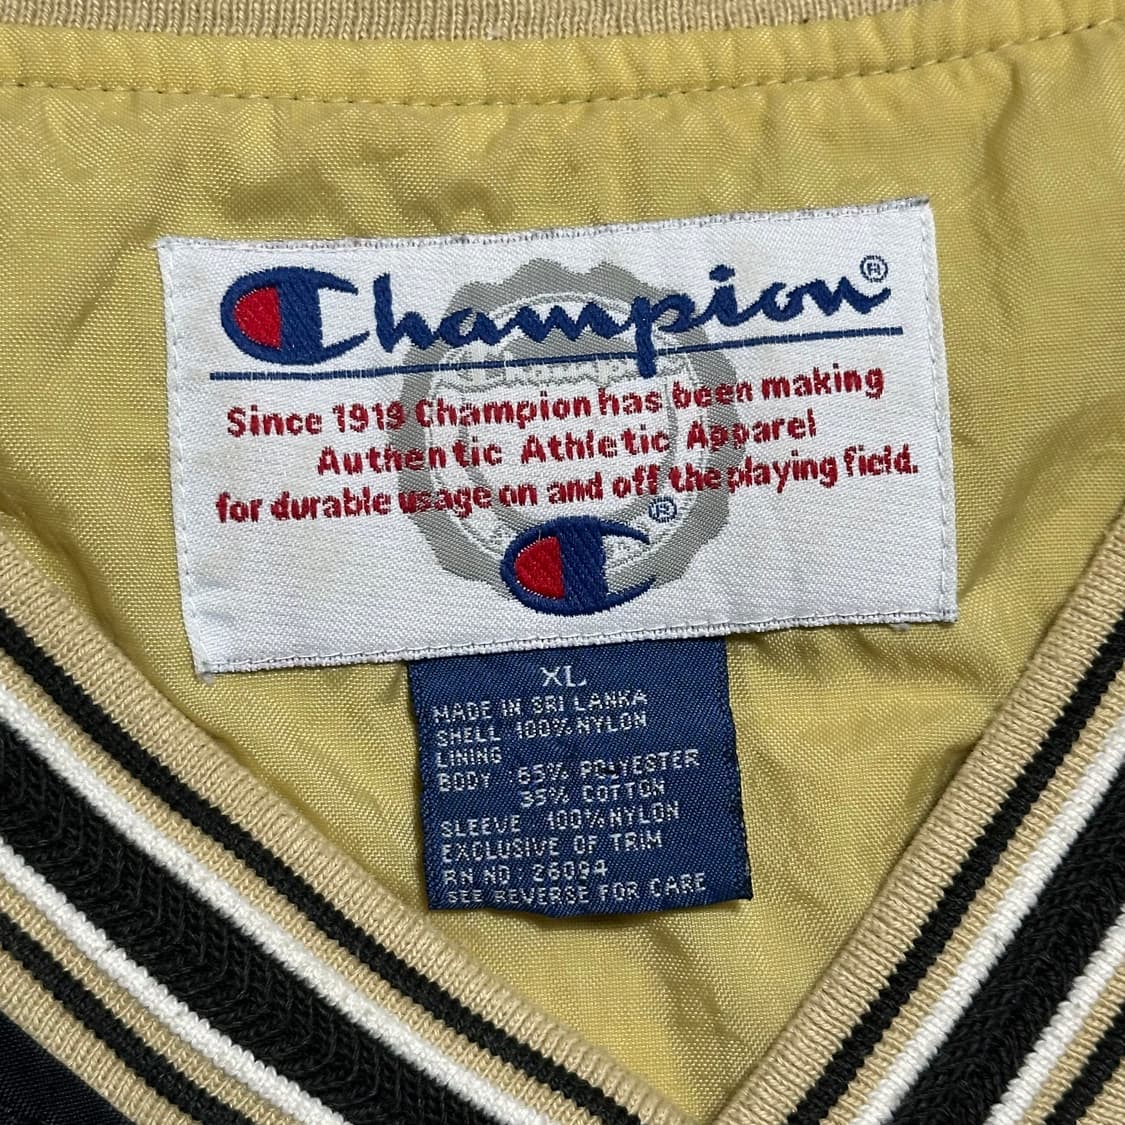 Champion®
Since 1919 Champion has been making
Authentic Athletic Apparel
for durable usage on and off the playing field.
®
XL
MADE IN SRI LANKA
SHELL 100% NYLON
LINING
BODY : 65% POLYESTER
35% COTTON
SLEEVE 100% NYLON
EXCLUSIVE OF TRIM
RN NO: 26094
SEE REVERSE FOR CARE